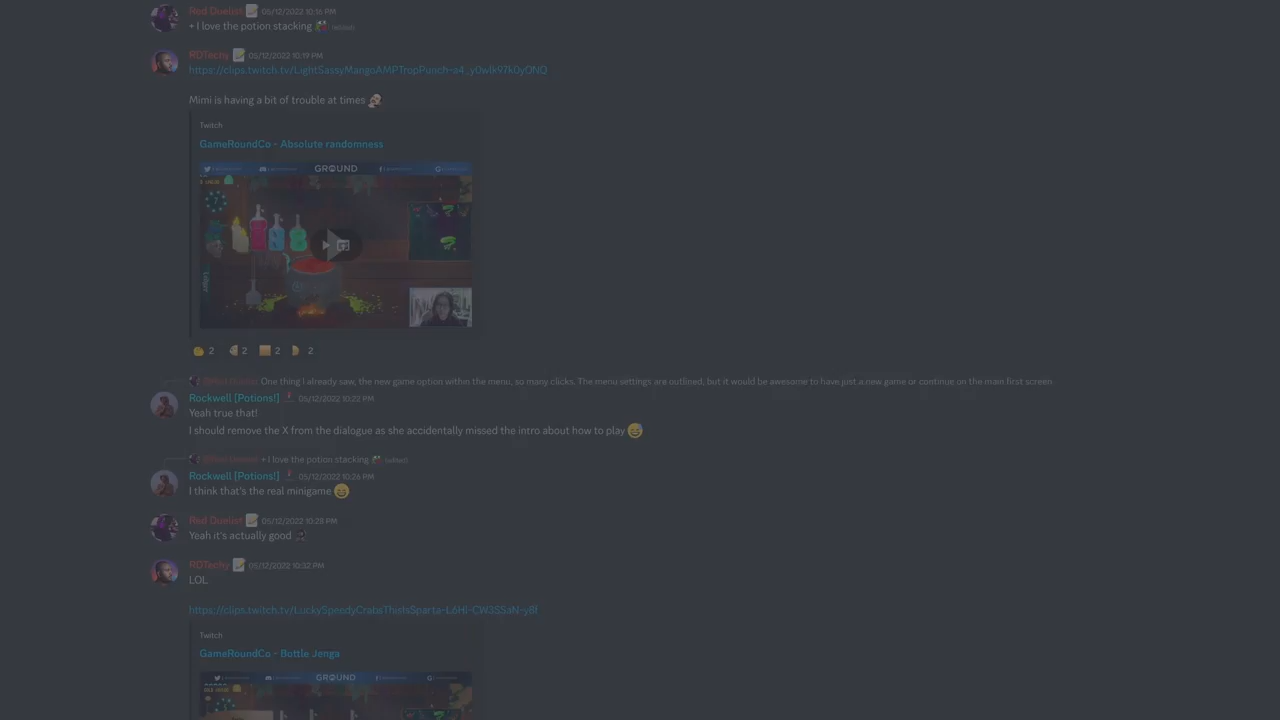 Red Duelist 05/12/2022 10:16 PM
+ I love the potion stacking (edited)
RDTechy 05/12/2022 10:19 PM
https://clips.twitch.tv/LightSassyMangoAMPTropPunch-a4_y0wlk97k0yQNQ
Mimi is having a bit of trouble at times
Twitch
GameRoundCo - Absolute randomness
GROUND
2 2 2 2
One thing I already saw, the new game option within the menu, so many clicks. The menu settings are outlined, but it would be awesome to have just a new game or continue on the main first screen.
Rockwell [Potions!] 05/12/2022 10:22 PM
Yeah true that!
I should remove the X from the dialogue as she accidentally missed the intro about how to play
+ I love the potion stacking (edited)
Rockwell [Potions!] 05/12/2022 10:26 PM
I think that's the real minigame
Red Duelist 05/12/2022 10:28 PM
Yeah it's actually good
RDTechy 05/12/2022 10:32 PM
LOL
https://clips.twitch.tv/LuckySpeedyCrabsThisIsSparta-L6HI-CW3SSaN-y8f
Twitch
GameRoundCo - Bottle Jenga
GROUND